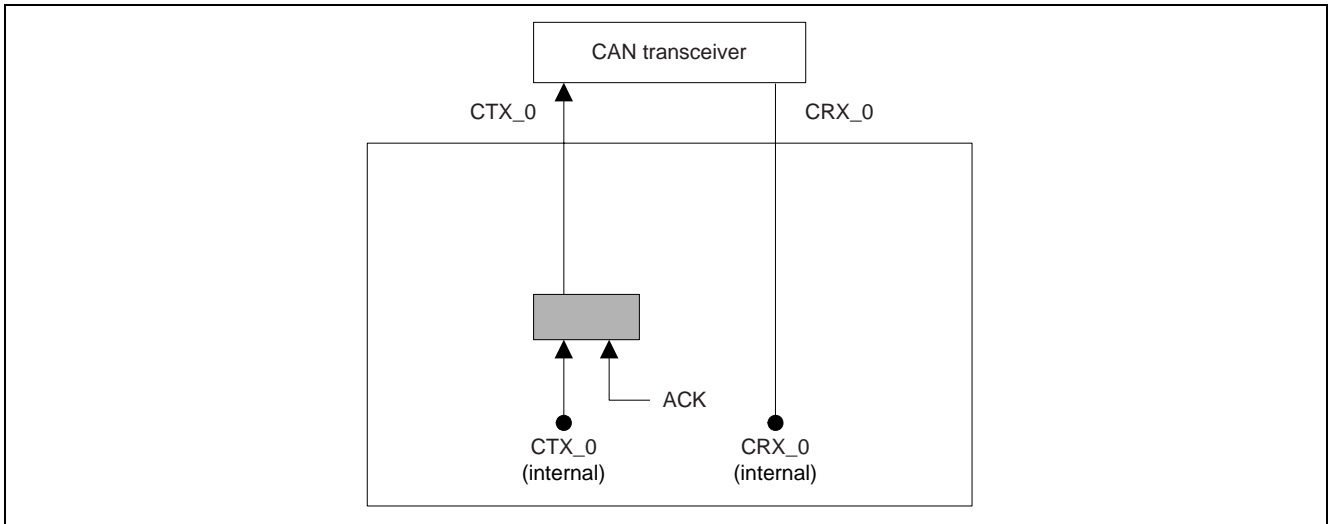 CAN transceiver
CTX_0
CRX_0
ACK
CTX_0
(internal)
CRX_0
(internal)